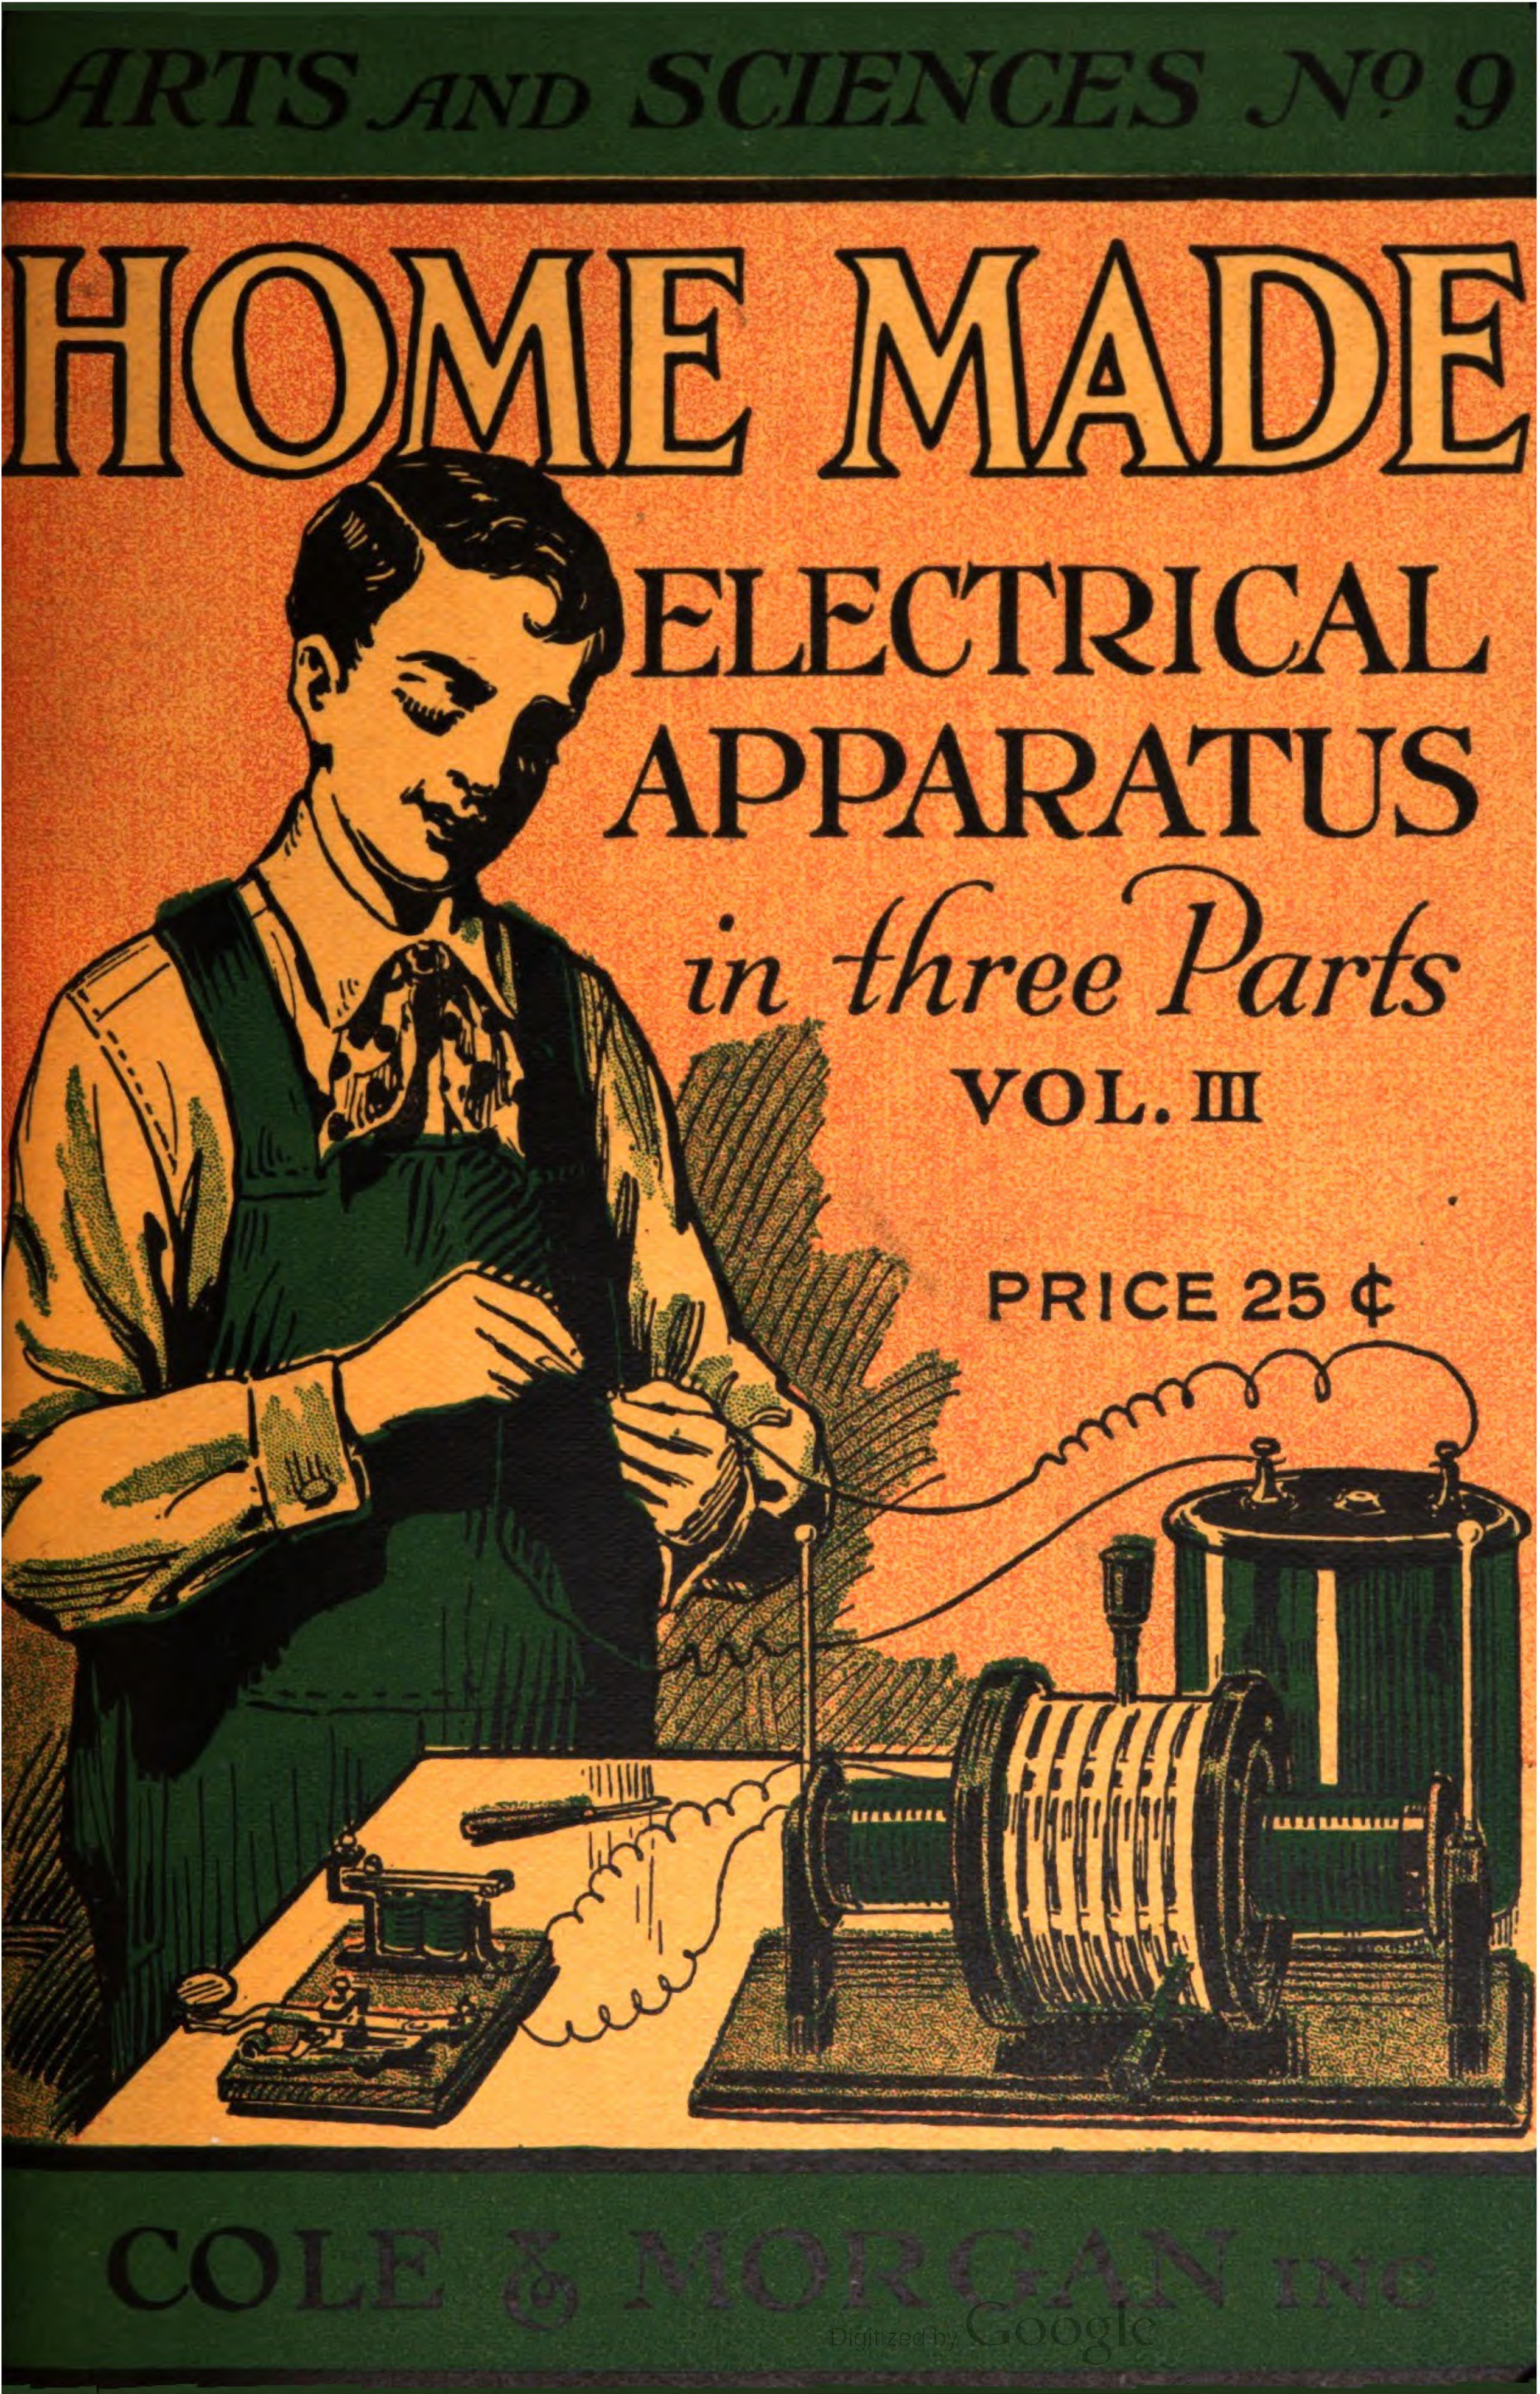 ARTS AND SCIENCES Nº 9
HOME MADE
ELECTRICAL
APPARATUS
in three Parts
VOL. III
PRICE 25 ¢
COLE & MORGAN INC
Digitized by Google